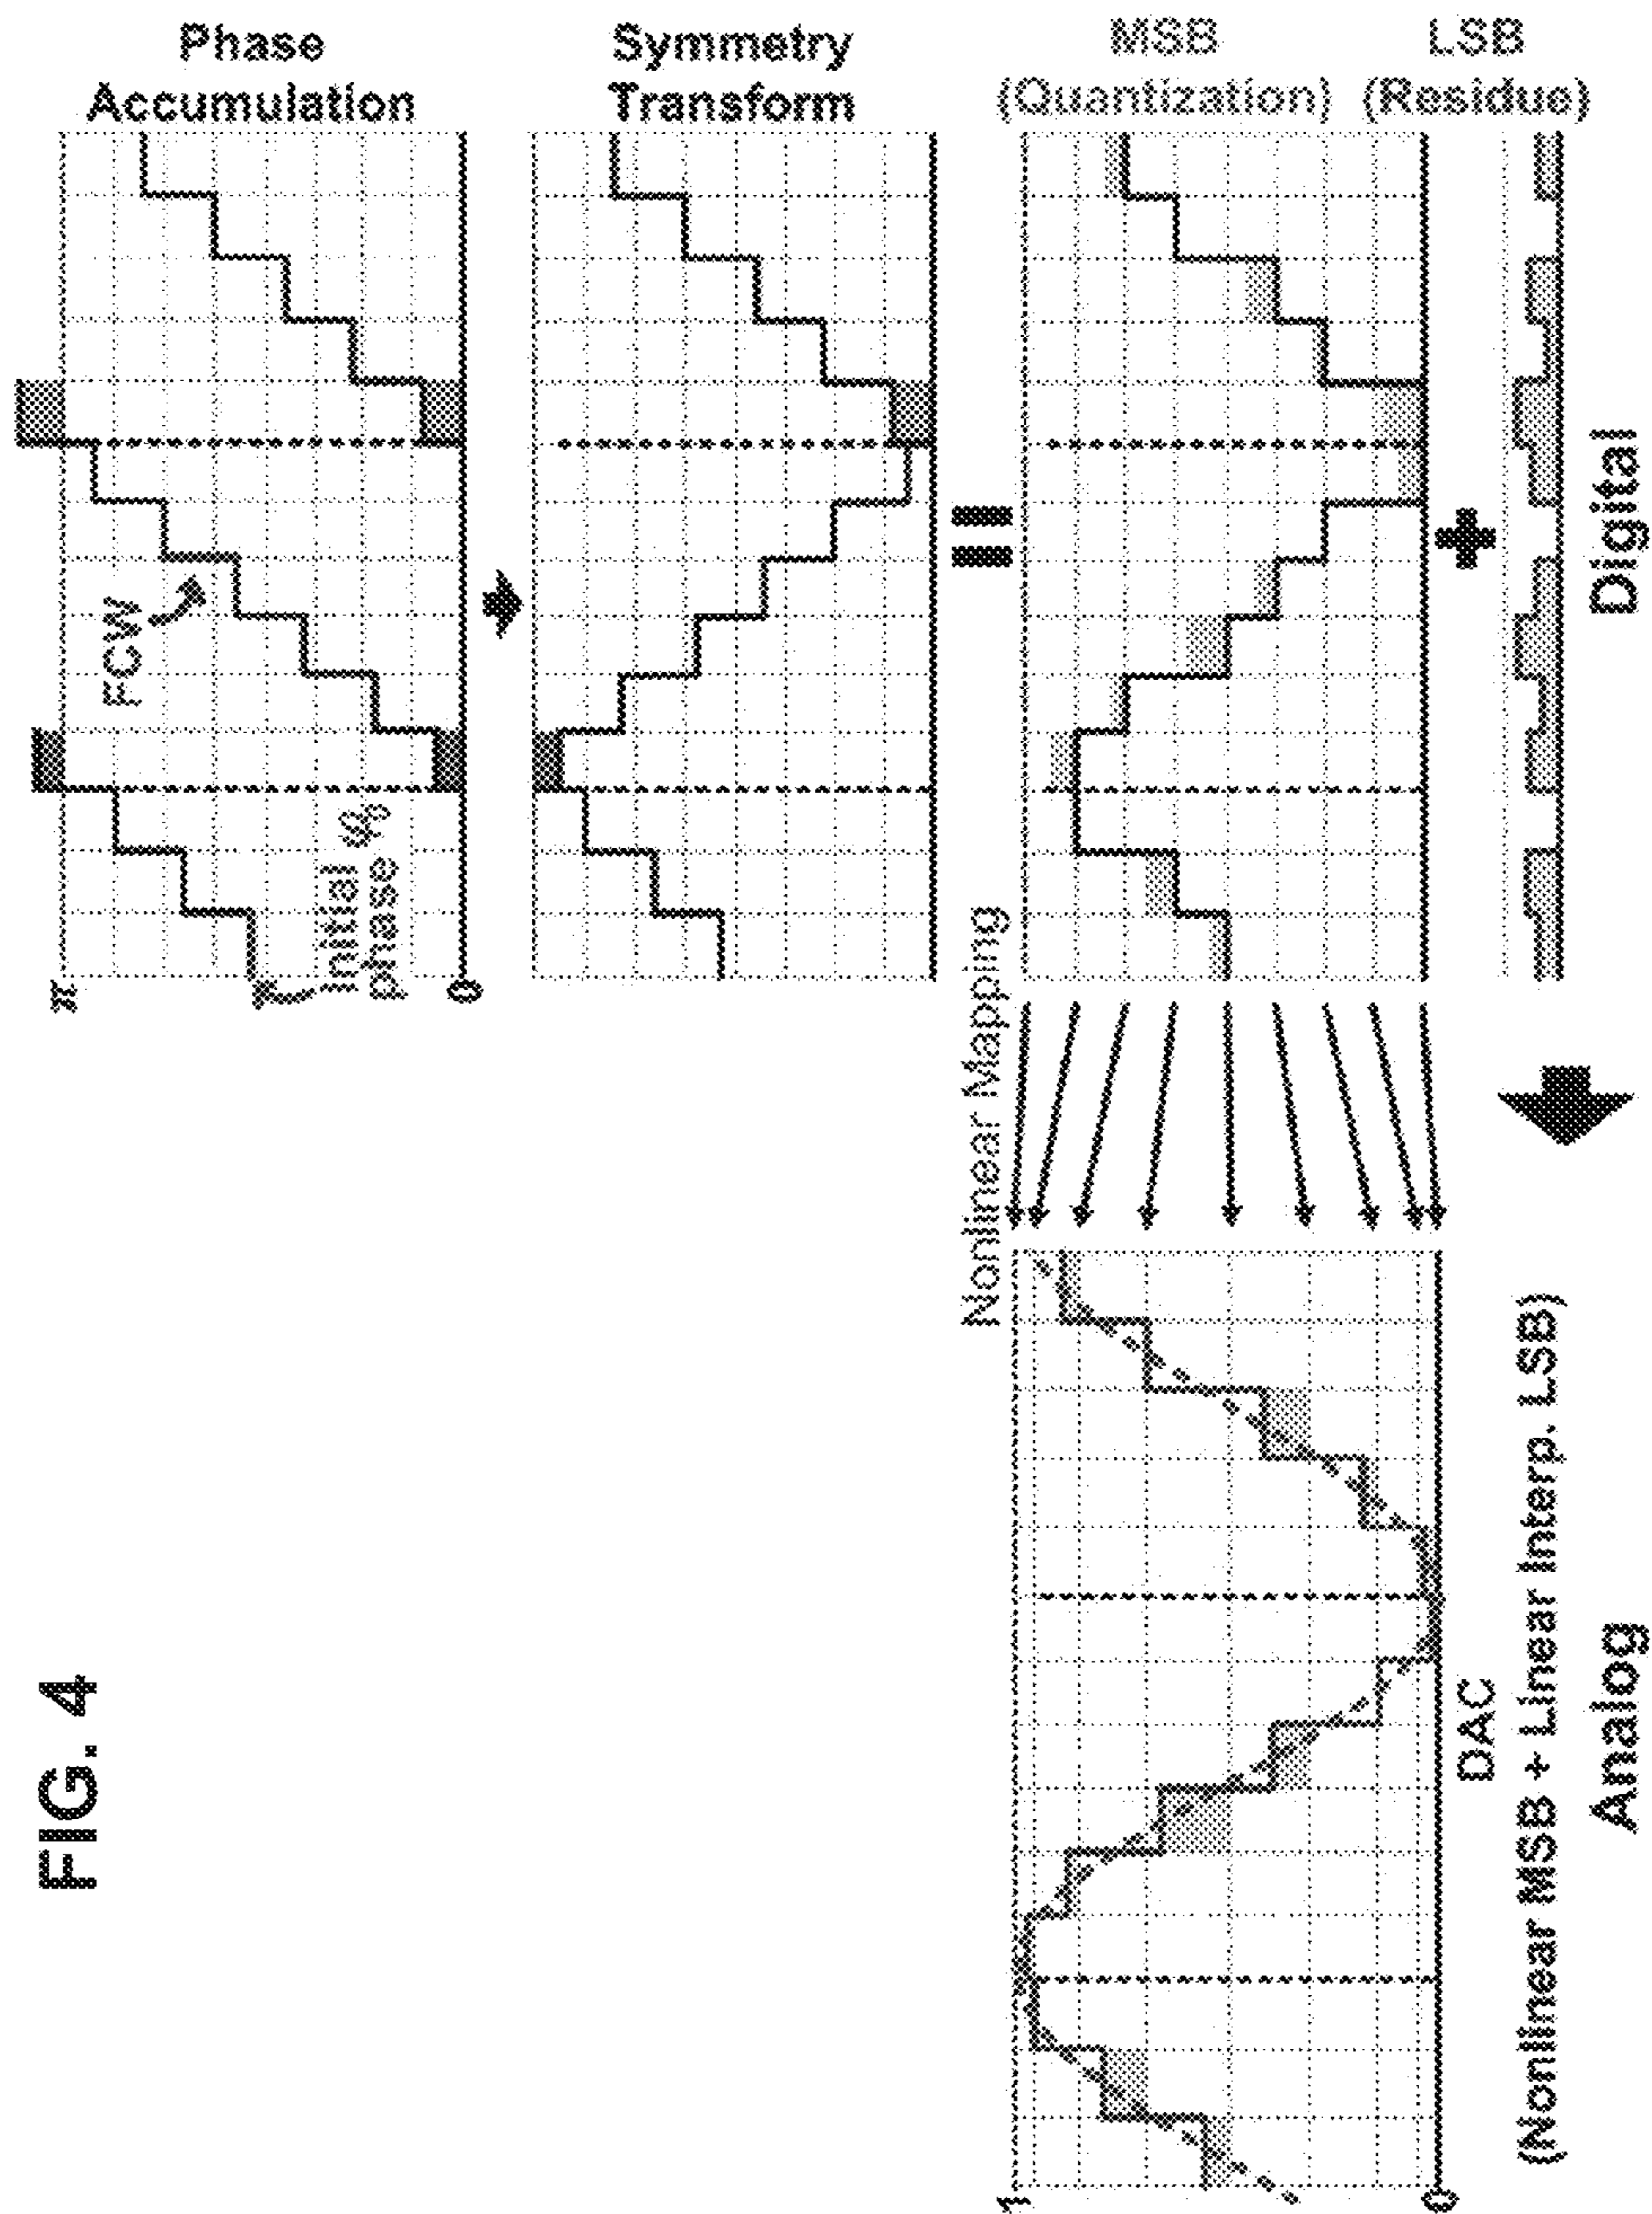 FIG. 4
Phase
Accumulation
π
0
FCW
Initial φ₀
phase
Symmetry
Transform
MSB
(Quantization)
LSB
(Residue)
Digital
Nonlinear Mapping
1
0
DAC
(Nonlinear MSB + Linear Interp. LSB)
Analog